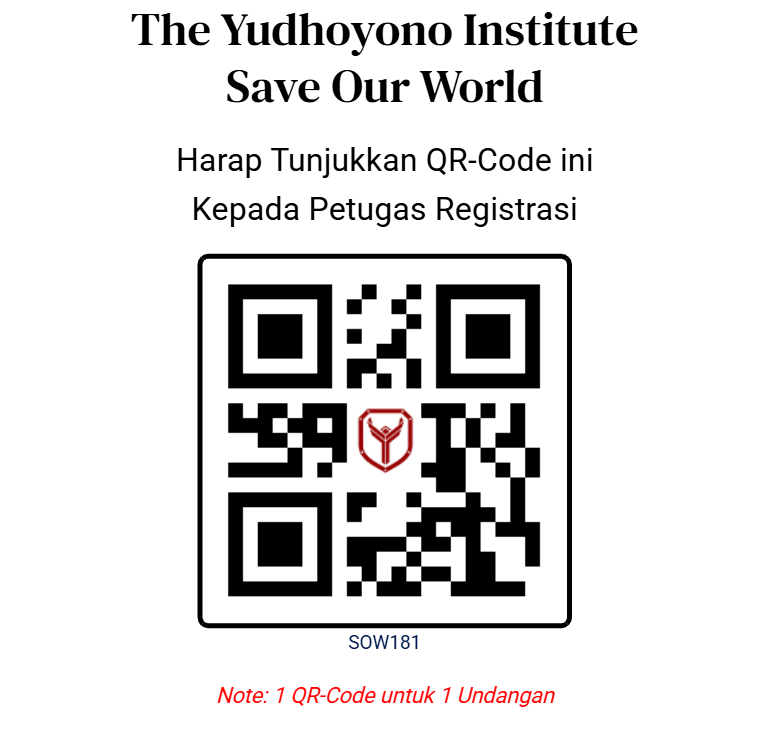 The Yudhoyono Institute
Save Our World
Harap Tunjukkan QR-Code ini
Kepada Petugas Registrasi
SOW181
Note: 1 QR-Code untuk 1 Undangan